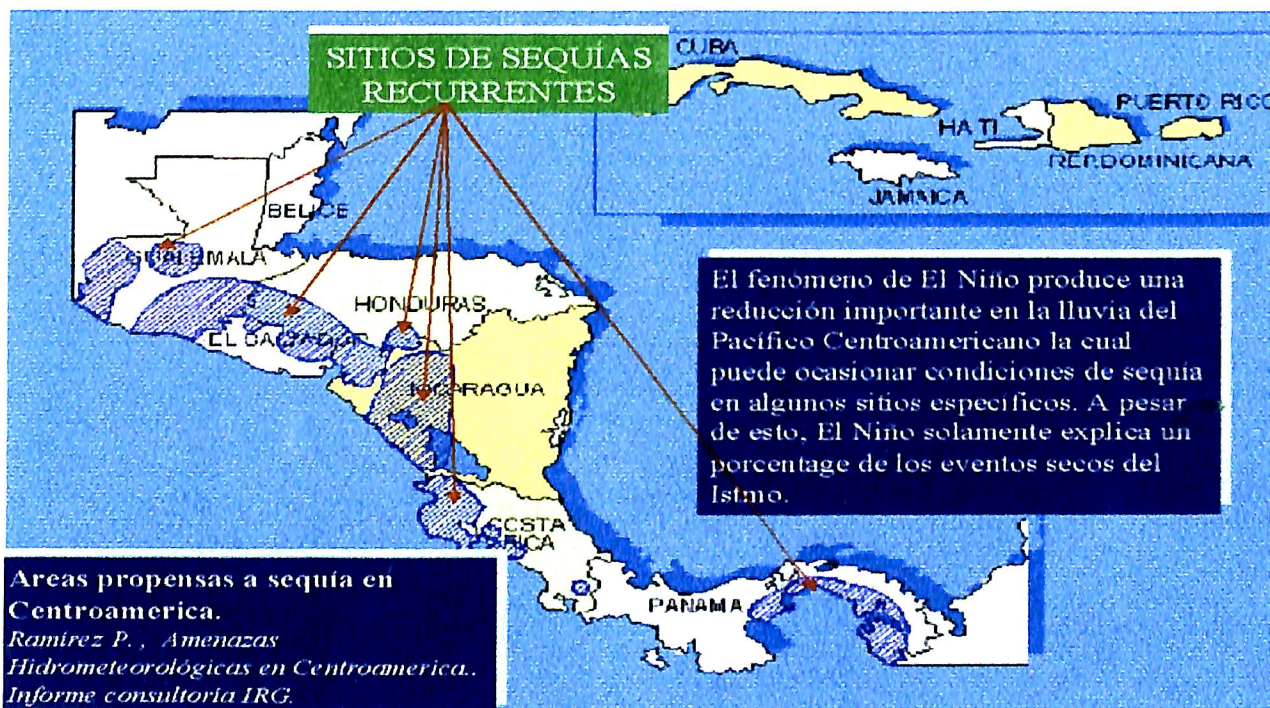 SITIOS DE SEQUÍAS
RECURRENTES
CUBA
HAITI
PUERTO RICO
REP.DOMINICANA
JAMAICA
BELICE
GUATEMALA
HONDURAS
EL SALVADOR
NICARAGUA
COSTA
RICA
PANAMA
El fenómeno de El Niño produce una
reducción importante en la lluvia del
Pacífico Centroamericano la cual
puede ocasionar condiciones de sequía
en algunos sitios específicos. A pesar
de esto, El Niño solamente explica un
porcentage de los eventos secos del
Istmo.
Areas propensas a sequía en
Centroamerica.
Ramírez P. , Amenazas
Hidrometeorológicas en Centroamerica..
Informe consultoría IRG.